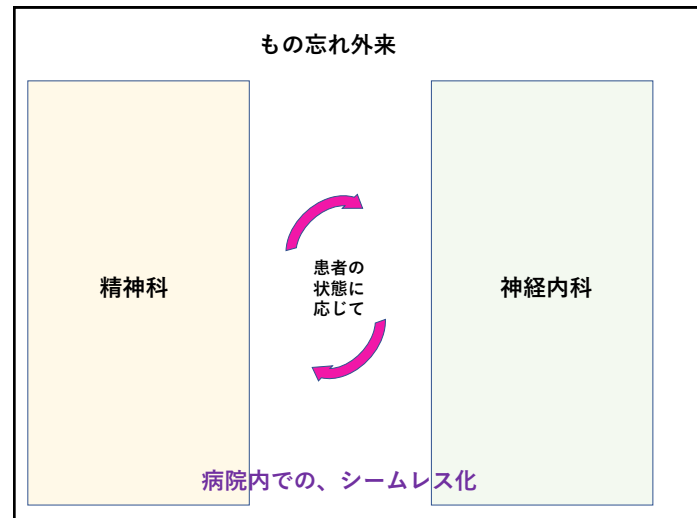 もの忘れ外来
精神科
患者の
状態に
応じて
神経内科
病院内での、シームレス化